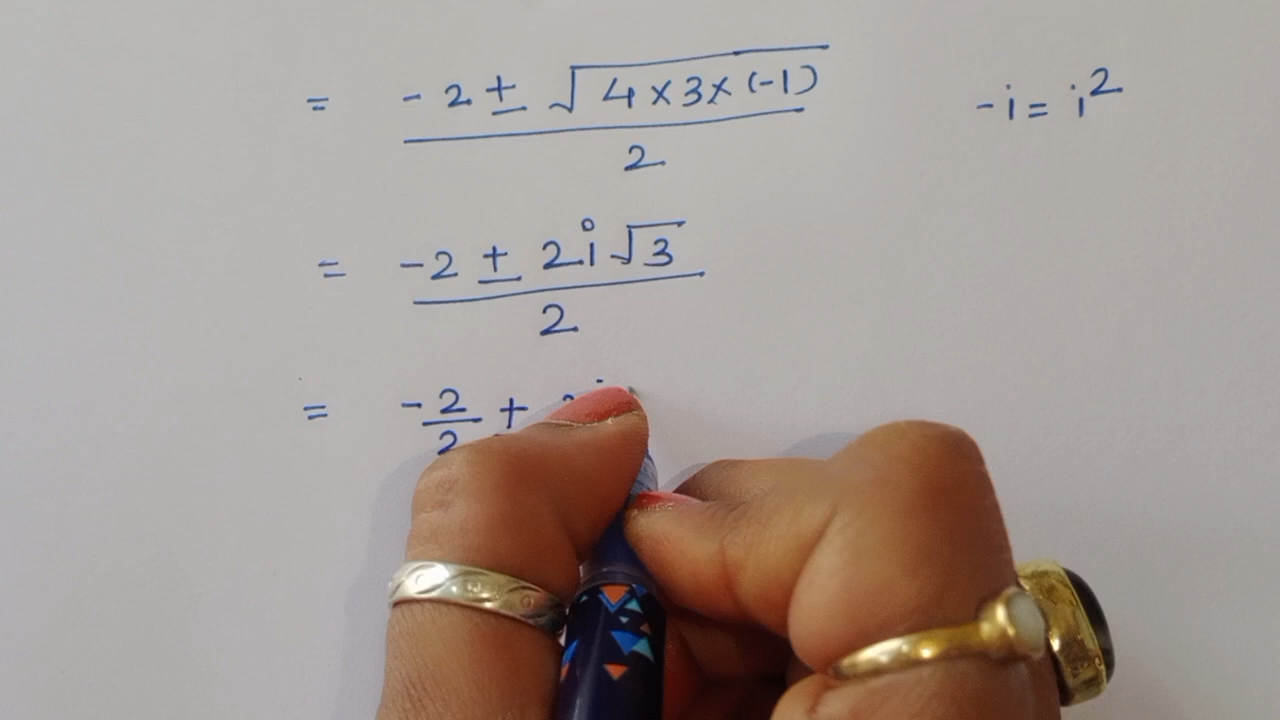 = -2 ± √4×3×(-1) / 2
-i = i²
= -2 ± 2i√3 / 2
= -2/2 +